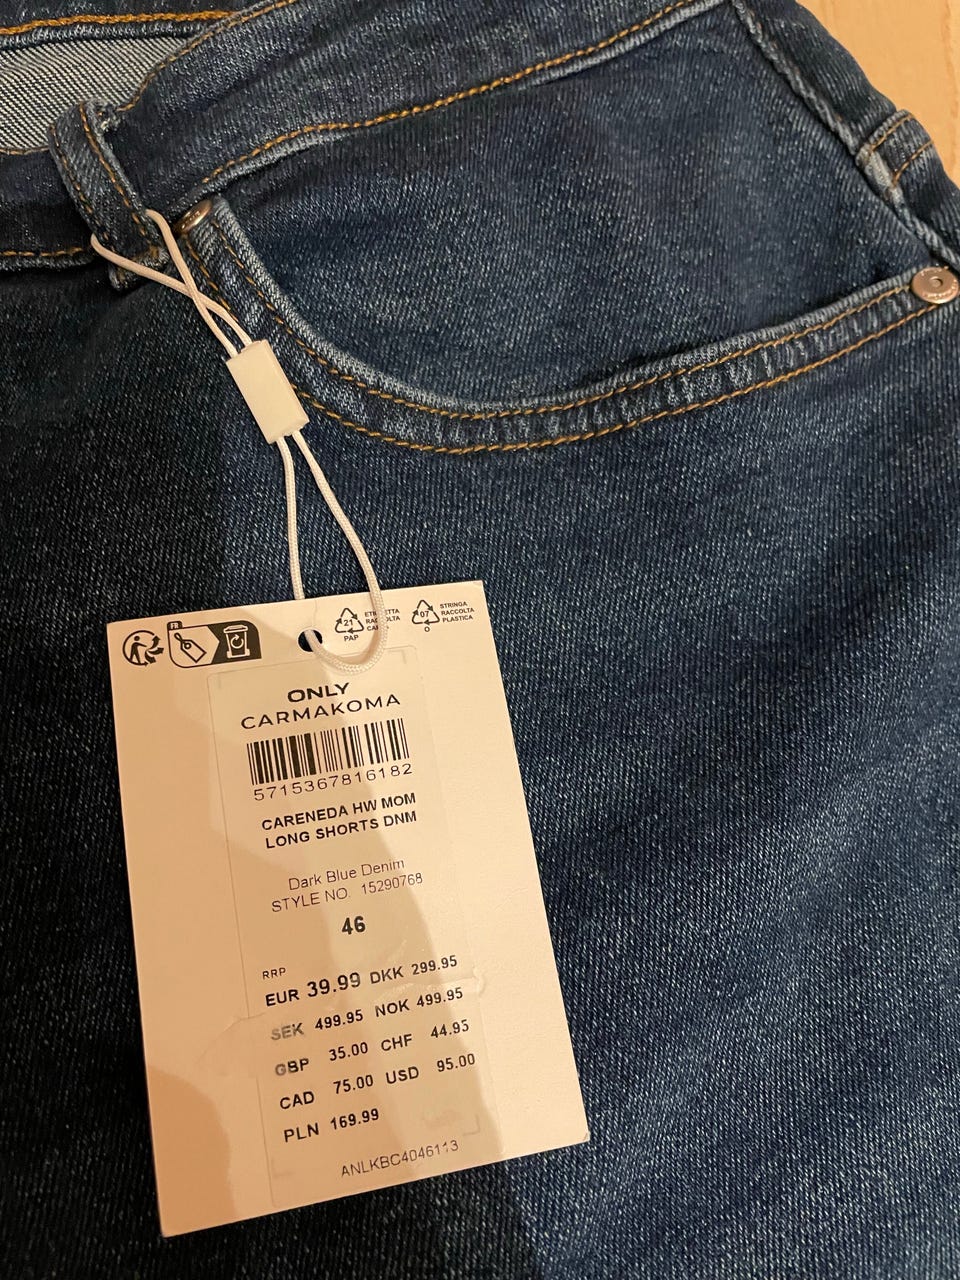 FR
21
PAP
ETICHETTA
RACCOLTA
07
O
STRINGA
RACCOLTA
PLASTICA
ONLY
CARMAKOMA
5715367816182
CARENEDA HW MOM
LONG SHORTS DNM
Dark Blue Denim
STYLE NO. 15290768
46
RRP
EUR 39.99 DKK 299.95
SEK 499.95 NOK 499.95
GBP 35.00 CHF 44.95
CAD 75.00 USD 95.00
PLN 169.99
ANLKBC4046113